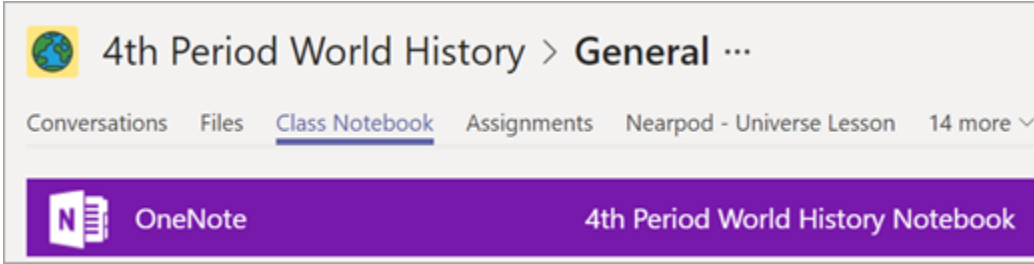 4th Period World History > General ···
Conversations Files Class Notebook Assignments Nearpod - Universe Lesson 14 more
N OneNote 4th Period World History Notebook